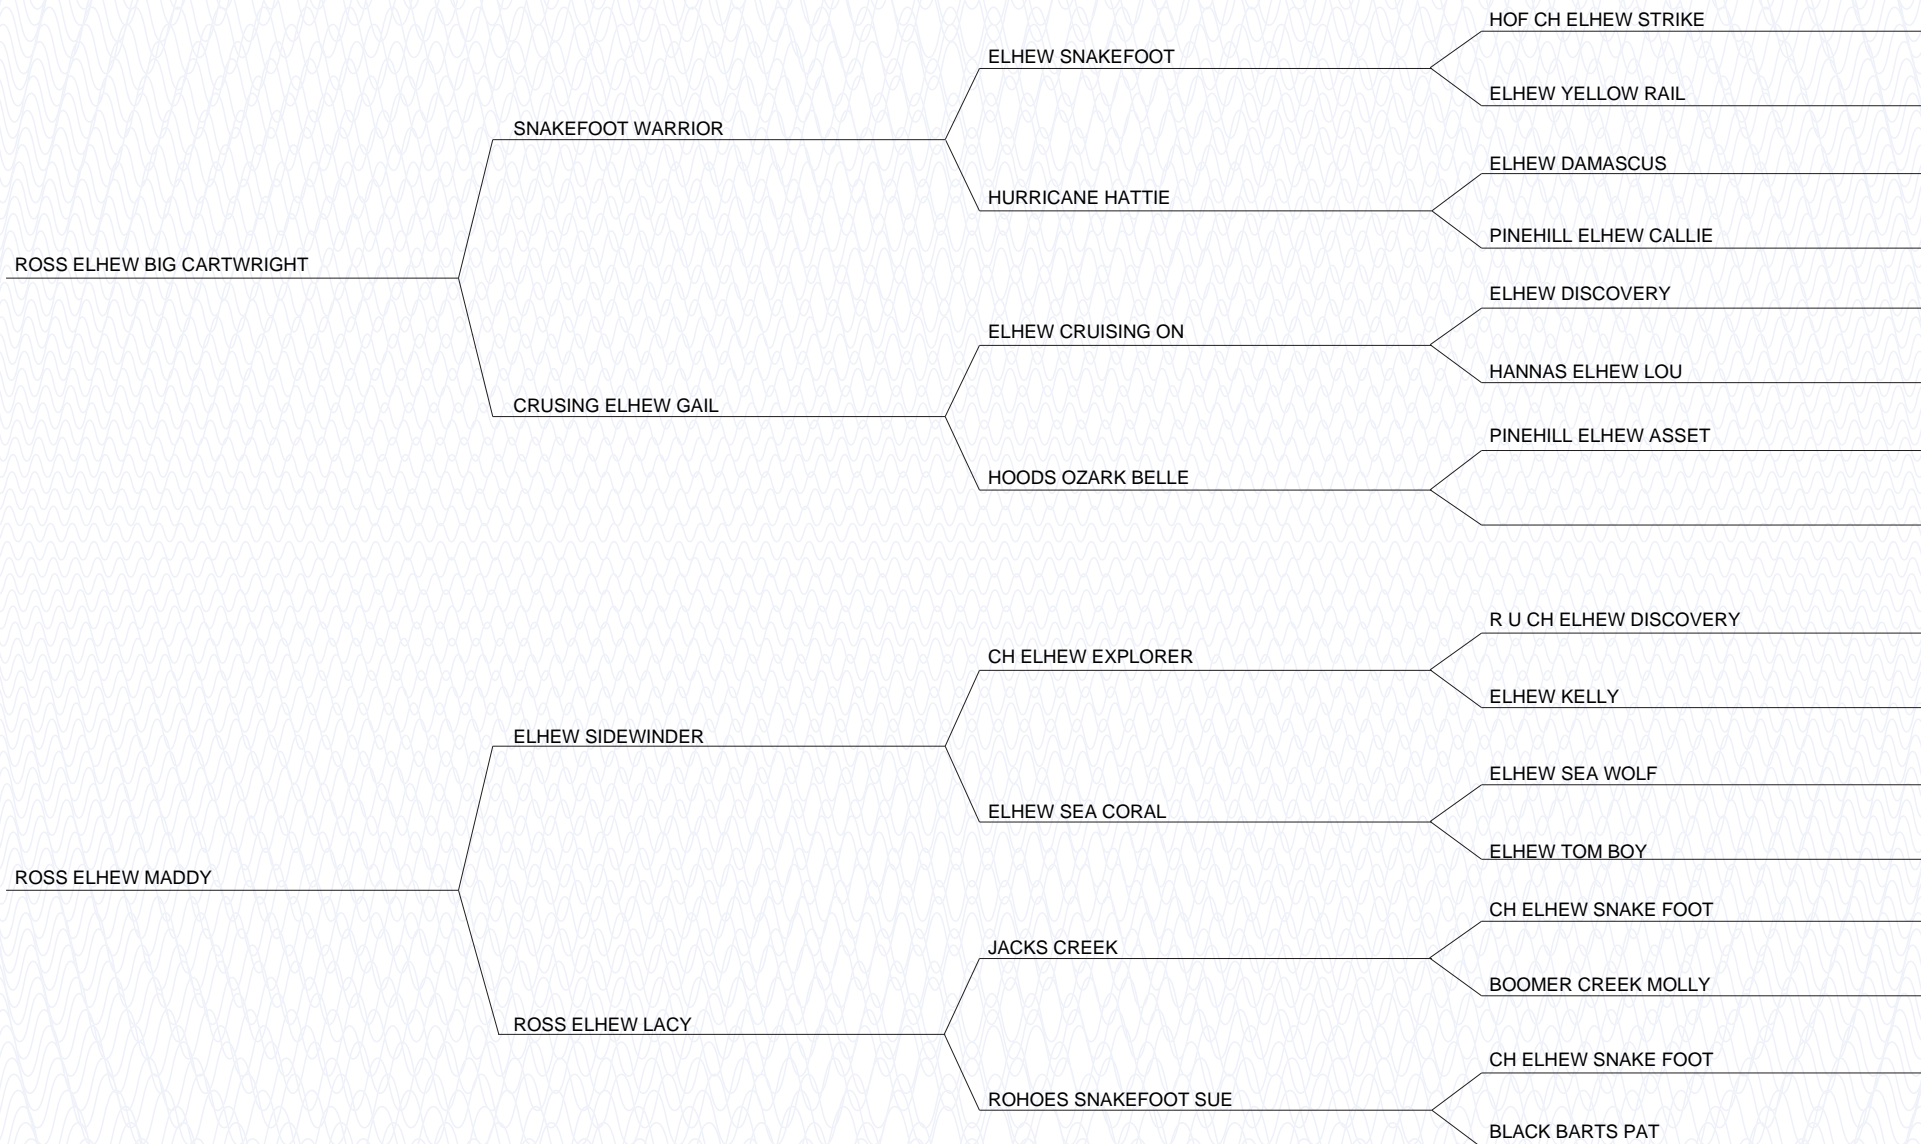 HOF CH ELHEW STRIKE
ELHEW SNAKEFOOT
ELHEW YELLOW RAIL
SNAKEFOOT WARRIOR
ELHEW DAMASCUS
HURRICANE HATTIE
PINEHILL ELHEW CALLIE
ROSS ELHEW BIG CARTWRIGHT
ELHEW DISCOVERY
ELHEW CRUISING ON
HANNAS ELHEW LOU
CRUSING ELHEW GAIL
PINEHILL ELHEW ASSET
HOODS OZARK BELLE
R U CH ELHEW DISCOVERY
CH ELHEW EXPLORER
ELHEW KELLY
ELHEW SIDEWINDER
ELHEW SEA WOLF
ELHEW SEA CORAL
ELHEW TOM BOY
ROSS ELHEW MADDY
CH ELHEW SNAKE FOOT
JACKS CREEK
BOOMER CREEK MOLLY
ROSS ELHEW LACY
CH ELHEW SNAKE FOOT
ROHOES SNAKEFOOT SUE
BLACK BARTS PAT